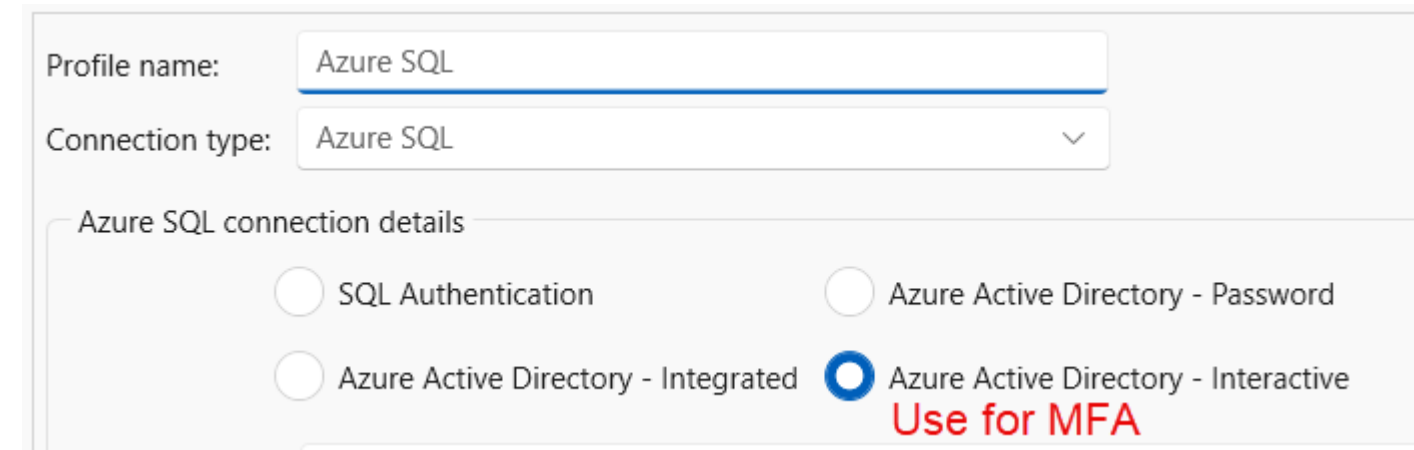 Profile name: Azure SQL
Connection type: Azure SQL
Azure SQL connection details
SQL Authentication Azure Active Directory - Password
Azure Active Directory - Integrated Azure Active Directory - Interactive
Use for MFA